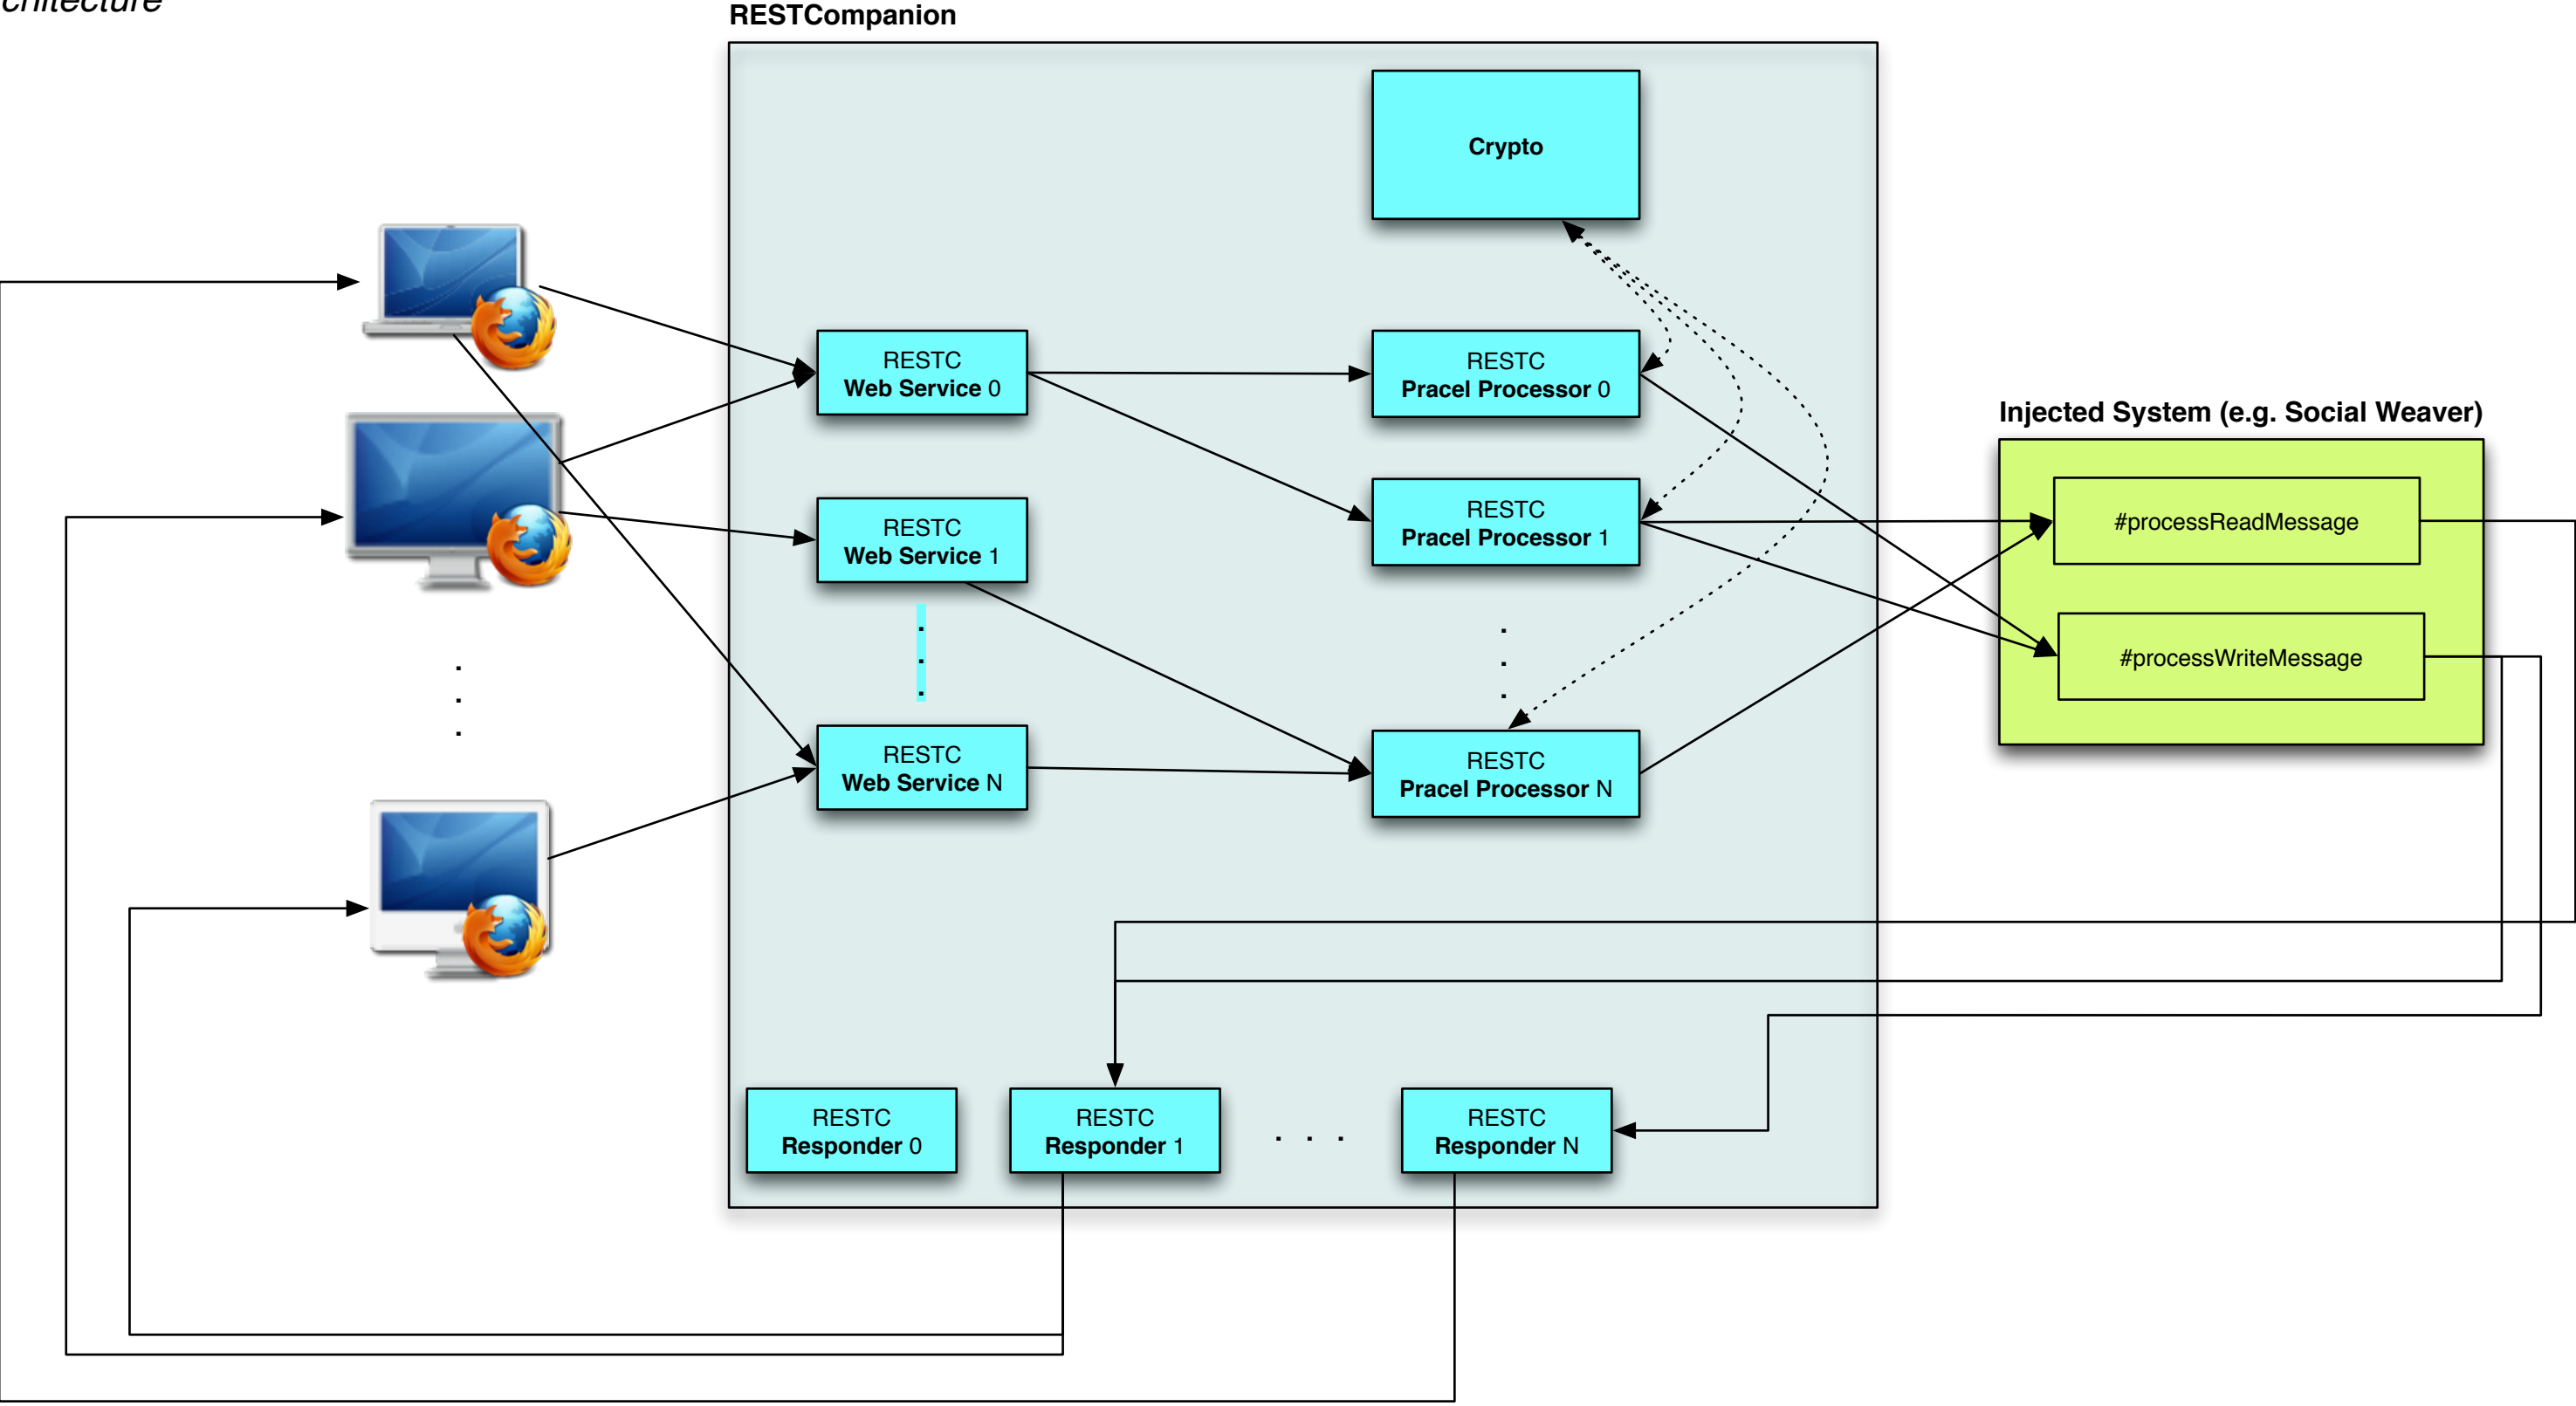 chitecture
RESTCompanion
Crypto
RESTC
Web Service 0
RESTC
Pracel Processor 0
Injected System (e.g. Social Weaver)
RESTC
Web Service 1
RESTC
Pracel Processor 1
#processReadMessage
. . .
. . .
. . .
#processWriteMessage
RESTC
Web Service N
RESTC
Pracel Processor N
RESTC
Responder 0
RESTC
Responder 1
. . .
RESTC
Responder N